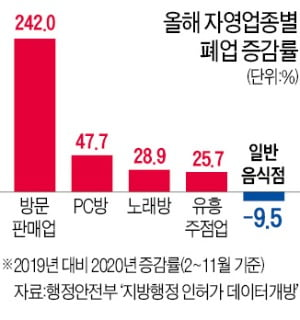 올해 자영업종별
폐업 증감률
(단위:%)
242.0
47.7
28.9
25.7
일반
음식점
-9.5
방문
판매업
PC방
노래방
유흥
주점업
※2019년 대비 2020년 증감률(2~11월 기준)
자료:행정안전부 ‘지방행정 인허가 데이터개방’